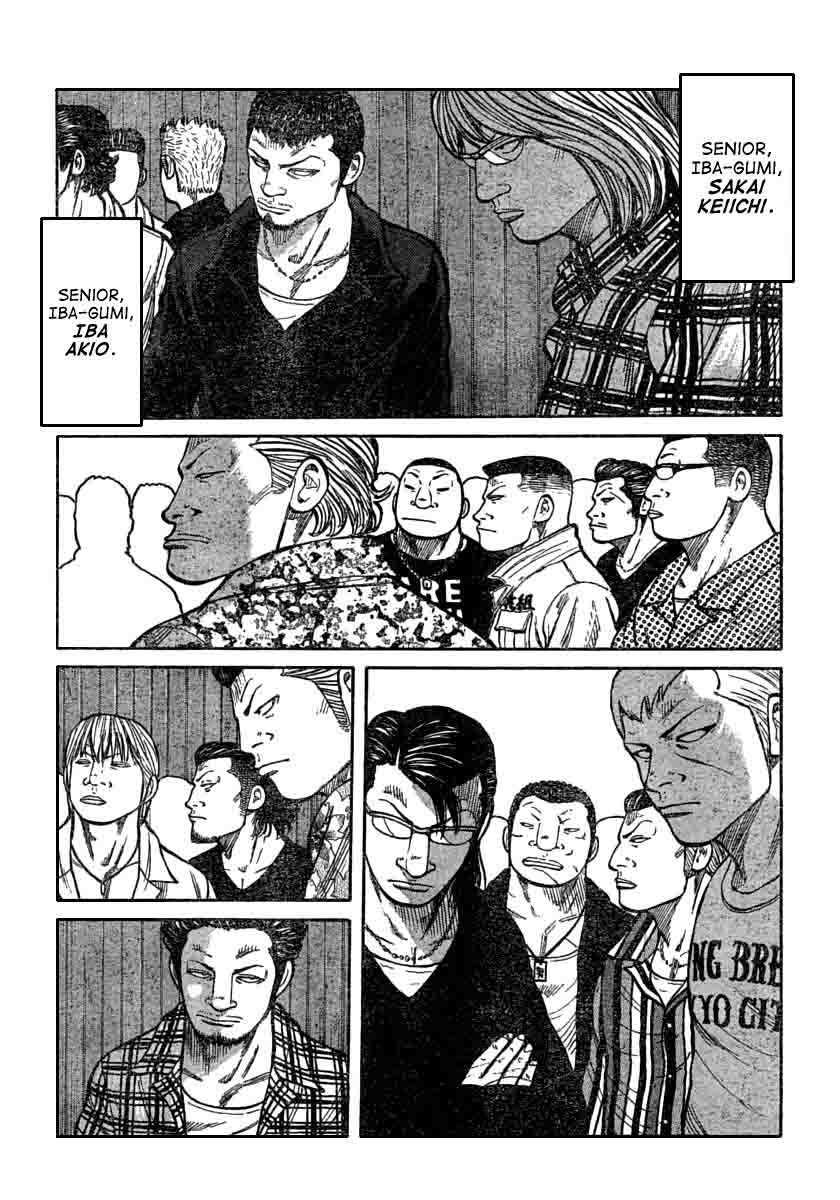 SENIOR,
IBA-GUMI,
SAKAI
KEIICHI.
SENIOR,
IBA-GUMI,
IBA
AKIO.
NG BRE
YO CIT